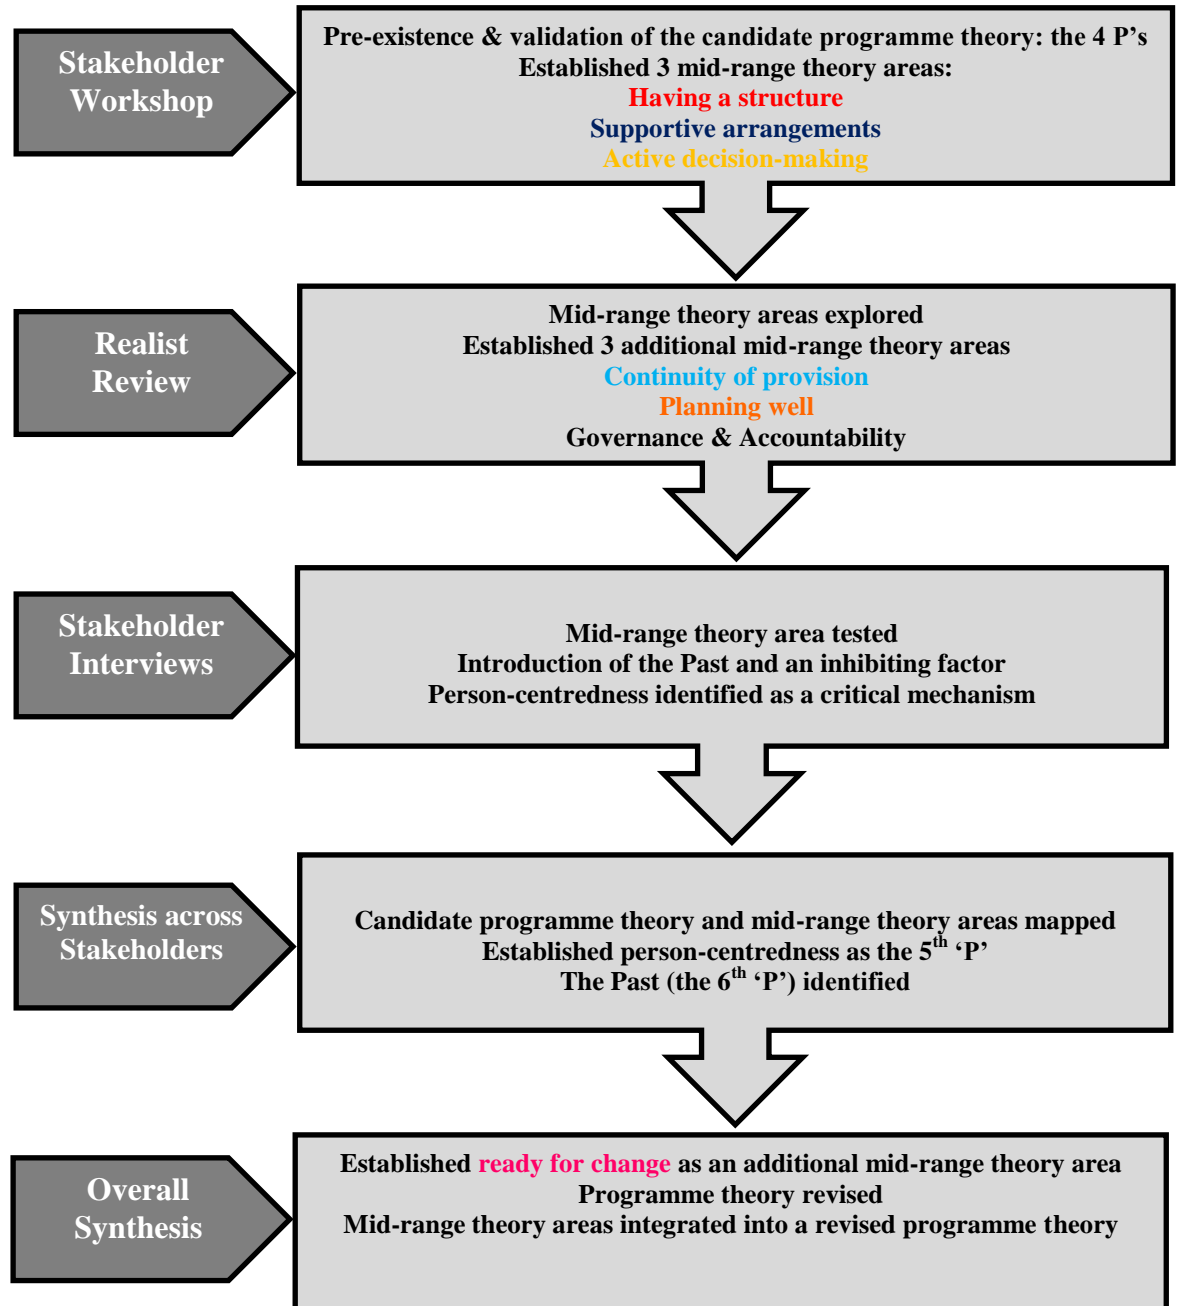 Stakeholder
Workshop
Pre-existence & validation of the candidate programme theory: the 4 P's
Established 3 mid-range theory areas:
Having a structure
Supportive arrangements
Active decision-making
Realist
Review
Mid-range theory areas explored
Established 3 additional mid-range theory areas
Continuity of provision
Planning well
Governance & Accountability
Stakeholder
Interviews
Mid-range theory area tested
Introduction of the Past and an inhibiting factor
Person-centredness identified as a critical mechanism
Synthesis across
Stakeholders
Candidate programme theory and mid-range theory areas mapped
Established person-centredness as the 5th ‘P’
The Past (the 6th ‘P’) identified
Overall
Synthesis
Established ready for change as an additional mid-range theory area
Programme theory revised
Mid-range theory areas integrated into a revised programme theory